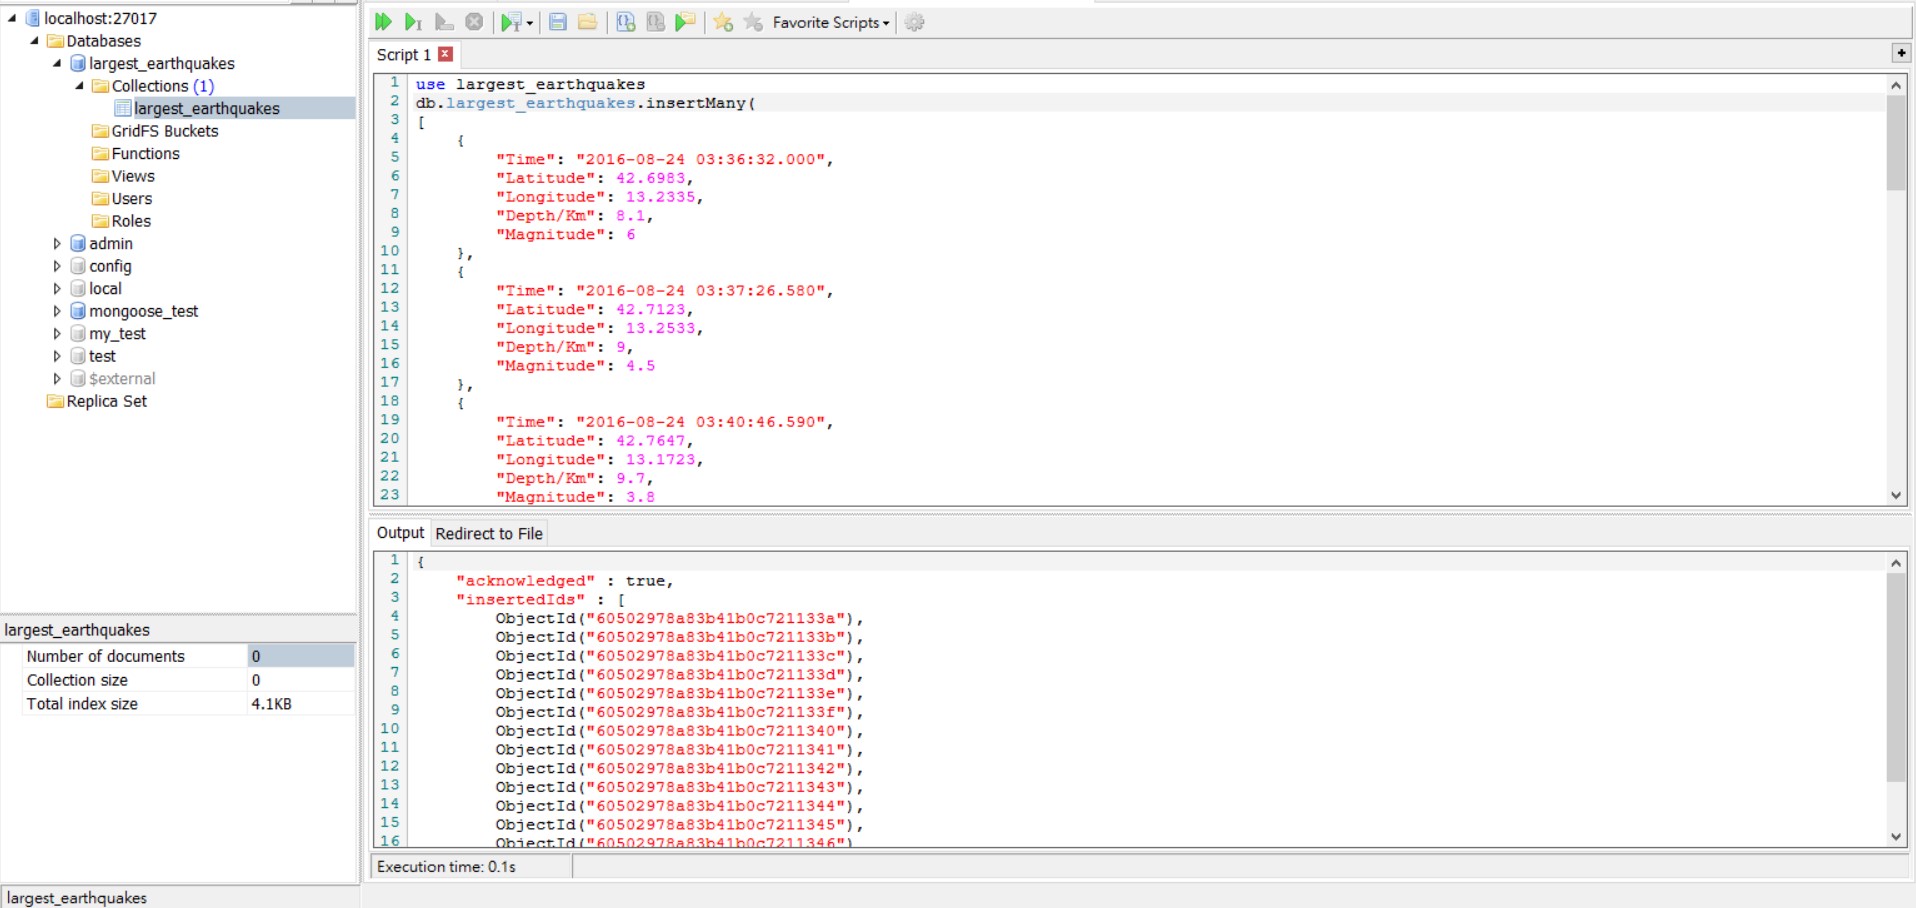 localhost:27017
Databases
largest_earthquakes
Collections (1)
largest_earthquakes
GridFS Buckets
Functions
Views
Users
Roles
admin
config
local
mongoose_test
my_test
test
$external
Replica Set
largest_earthquakes
Number of documents 0
Collection size 0
Total index size 4.1KB
largest_earthquakes
Favorite Scripts
Script 1
1 use largest_earthquakes
2 db.largest_earthquakes.insertMany(
3 [
4 {
5 "Time": "2016-08-24 03:36:32.000",
6 "Latitude": 42.6983,
7 "Longitude": 13.2335,
8 "Depth/Km": 8.1,
9 "Magnitude": 6
10 },
11 {
12 "Time": "2016-08-24 03:37:26.580",
13 "Latitude": 42.7123,
14 "Longitude": 13.2533,
15 "Depth/Km": 9,
16 "Magnitude": 4.5
17 },
18 {
19 "Time": "2016-08-24 03:40:46.590",
20 "Latitude": 42.7647,
21 "Longitude": 13.1723,
22 "Depth/Km": 9.7,
23 "Magnitude": 3.8
Output Redirect to File
1 {
2 "acknowledged" : true,
3 "insertedIds" : [
4 ObjectId("60502978a83b41b0c721133a"),
5 ObjectId("60502978a83b41b0c721133b"),
6 ObjectId("60502978a83b41b0c721133c"),
7 ObjectId("60502978a83b41b0c721133d"),
8 ObjectId("60502978a83b41b0c721133e"),
9 ObjectId("60502978a83b41b0c721133f"),
10 ObjectId("60502978a83b41b0c7211340"),
11 ObjectId("60502978a83b41b0c7211341"),
12 ObjectId("60502978a83b41b0c7211342"),
13 ObjectId("60502978a83b41b0c7211343"),
14 ObjectId("60502978a83b41b0c7211344"),
15 ObjectId("60502978a83b41b0c7211345"),
16 ObjectId("60502978a83b41b0c7211346")
Execution time: 0.1s